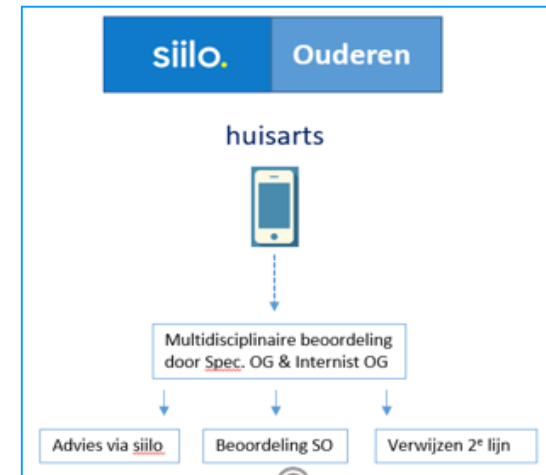 siilo. Ouderen
huisarts
Multidisciplinaire beoordeling
door Spec. OG & Internist OG
Advies via siilo
Beoordeling SO
Verwijzen 2ᵉ lijn